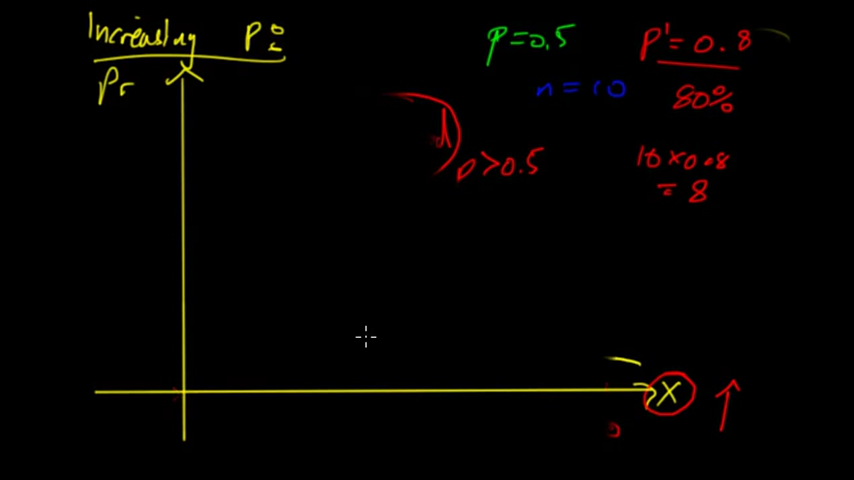 Increasing P:
Pr
p=0.5
n=10
p>0.5
P'=0.8
80%
10×0.8
= 8
X